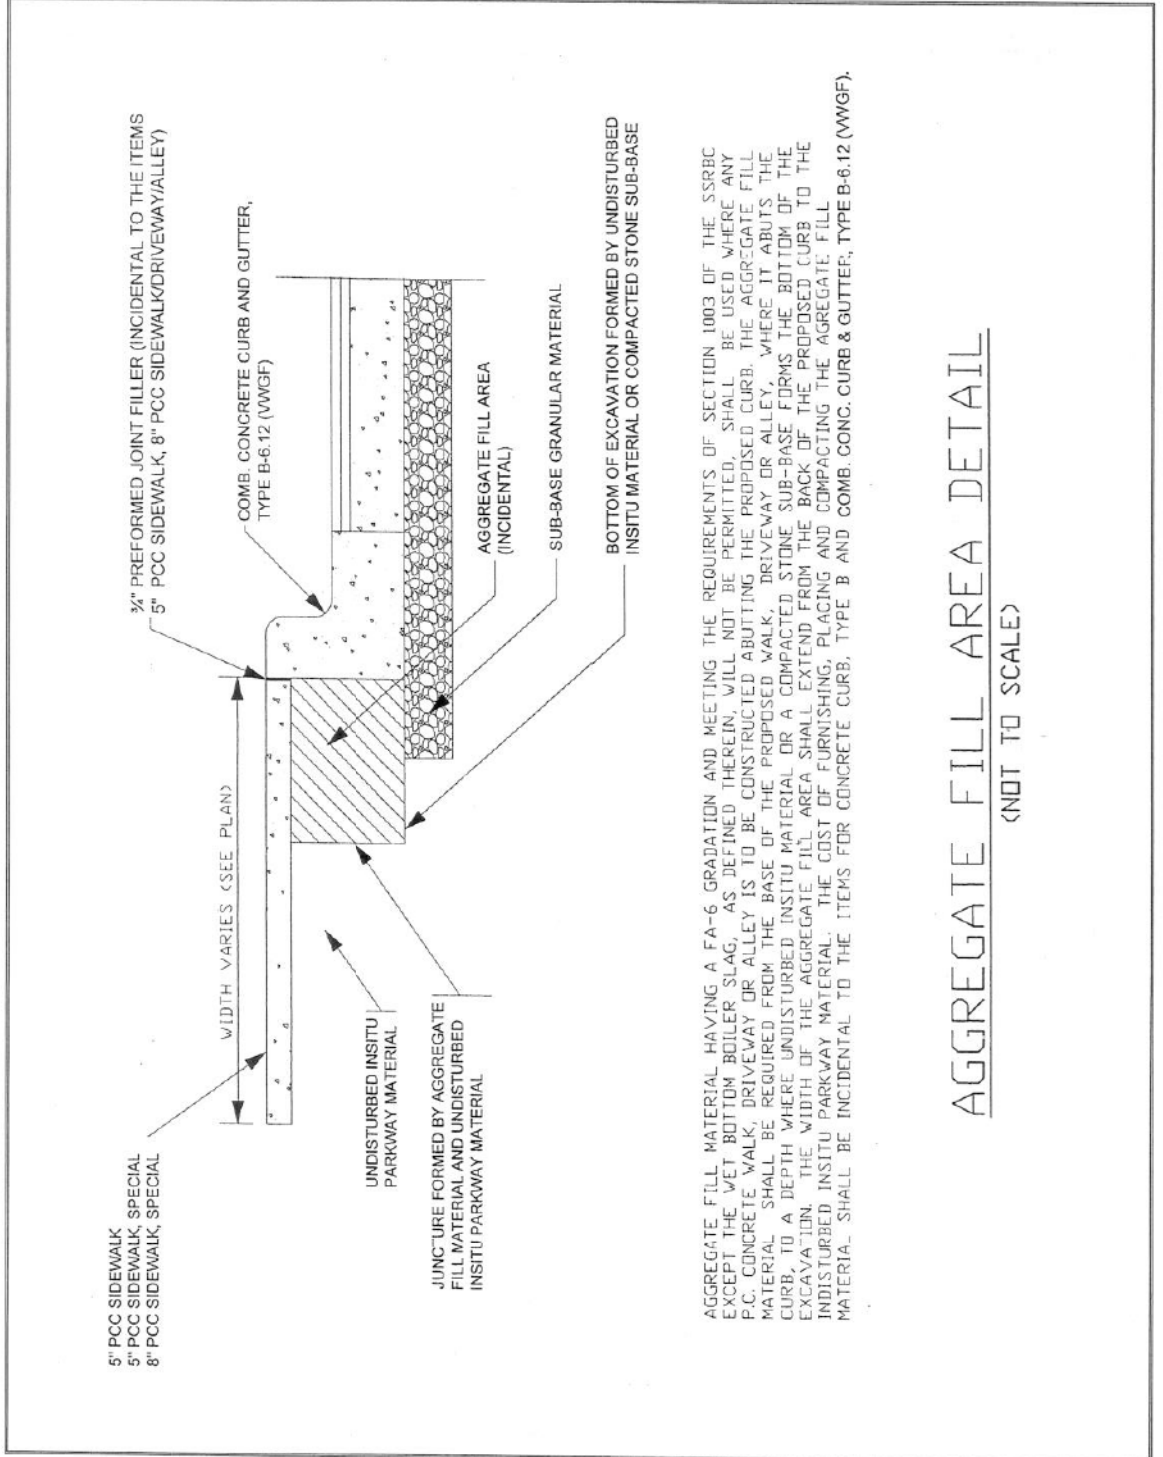 ¾" PREFORMED JOINT FILLER (INCIDENTAL TO THE ITEMS
5" PCC SIDEWALK, 8" PCC SIDEWALK/DRIVEWAY/ALLEY)
5" PCC SIDEWALK
5" PCC SIDEWALK, SPECIAL
8" PCC SIDEWALK, SPECIAL
WIDTH VARIES (SEE PLAN)
COMB. CONCRETE CURB AND GUTTER,
TYPE B-6.12 (VWGF)
UNDISTURBED INSITU
PARKWAY MATERIAL
AGGREGATE FILL AREA
(INCIDENTAL)
JUNCTURE FORMED BY AGGREGATE
FILL MATERIAL AND UNDISTURBED
INSITU PARKWAY MATERIAL
SUB-BASE GRANULAR MATERIAL
BOTTOM OF EXCAVATION FORMED BY UNDISTURBED
INSITU MATERIAL OR COMPACTED STONE SUB-BASE
AGGREGATE FILL MATERIAL HAVING A FA-6 GRADATION AND MEETING THE REQUIREMENTS OF SECTION 1003 OF THE SSRBC
EXCEPT THE WET BOTTOM BOILER SLAG, AS DEFINED THEREIN, WILL NOT BE PERMITTED, SHALL BE USED WHERE ANY
P.C. CONCRETE WALK, DRIVEWAY OR ALLEY IS TO BE CONSTRUCTED ABUTTING THE PROPOSED CURB. THE AGGREGATE FILL
MATERIAL SHALL BE REQUIRED FROM THE BASE OF THE PROPOSED WALK, DRIVEWAY OR ALLEY, WHERE IT ABUTS THE
CURB, TO A DEPTH WHERE UNDISTURBED INSITU MATERIAL OR A COMPACTED STONE SUB-BASE FORMS THE BOTTOM OF THE
EXCAVATION. THE WIDTH OF THE AGGREGATE FILL AREA SHALL EXTEND FROM THE BACK OF THE PROPOSED CURB TO THE
INDISTURBED INSITU PARKWAY MATERIAL. THE COST OF FURNISHING, PLACING AND COMPACTING THE AGREGATE FILL
MATERIAL SHALL BE INCIDENTAL TO THE ITEMS FOR CONCRETE CURB, TYPE B AND COMB. CONC. CURB & GUTTER, TYPE B-6.12 (VWGF).
AGGREGATE FILL AREA DETAIL
(NOT TO SCALE)